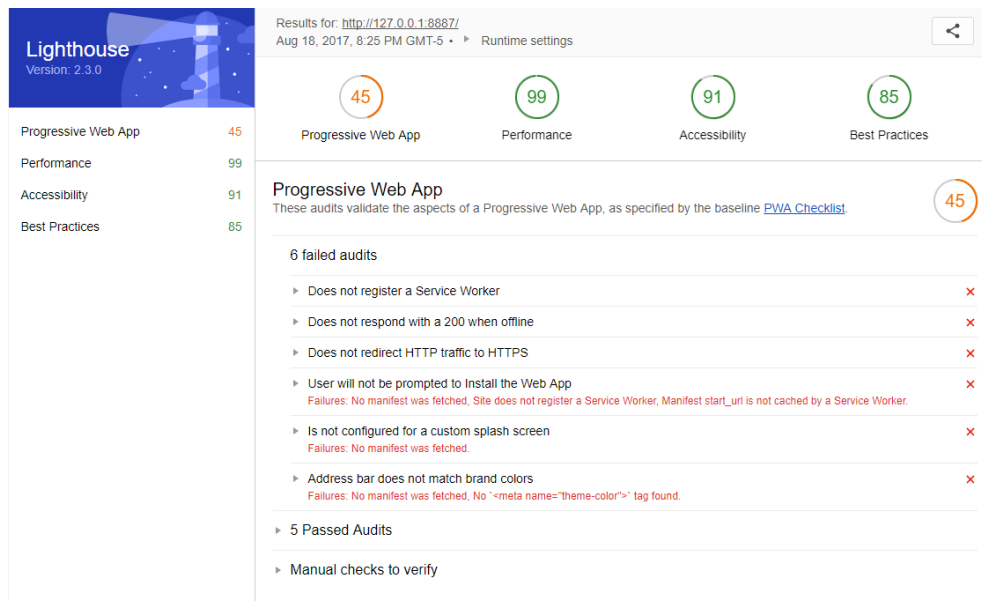 Lighthouse
Version: 2.3.0
Progressive Web App 45
Performance 99
Accessibility 91
Best Practices 85
Results for: http://127.0.0.1:8887/
Aug 18, 2017, 8:25 PM GMT-5 • Runtime settings
45 99 91 85
Progressive Web App Performance Accessibility Best Practices
Progressive Web App
These audits validate the aspects of a Progressive Web App, as specified by the baseline PWA Checklist.
45
6 failed audits
Does not register a Service Worker
Does not respond with a 200 when offline
Does not redirect HTTP traffic to HTTPS
User will not be prompted to Install the Web App
Failures: No manifest was fetched, Site does not register a Service Worker, Manifest start_url is not cached by a Service Worker.
Is not configured for a custom splash screen
Failures: No manifest was fetched.
Address bar does not match brand colors
Failures: No manifest was fetched, No `<meta name="theme-color">` tag found.
5 Passed Audits
Manual checks to verify